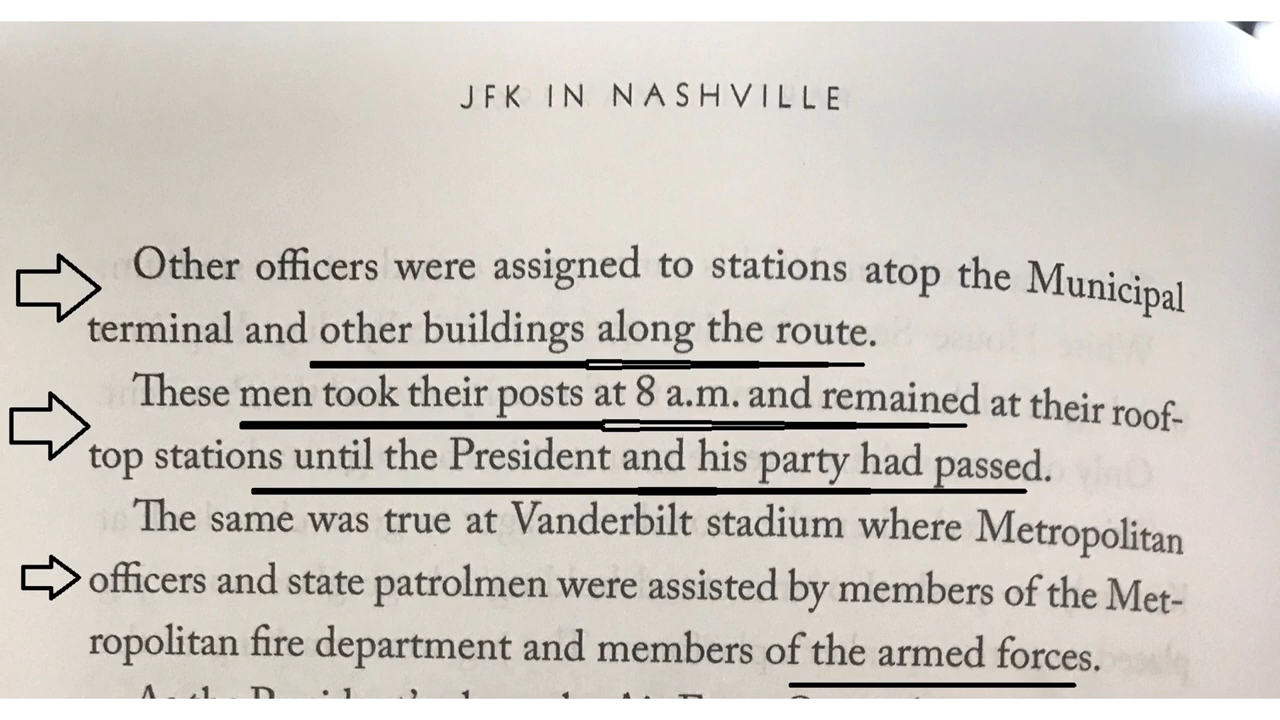 JFK IN NASHVILLE
Other officers were assigned to stations atop the Municipal
terminal and other buildings along the route.
These men took their posts at 8 a.m. and remained at their roof-
top stations until the President and his party had passed.
The same was true at Vanderbilt stadium where Metropolitan
officers and state patrolmen were assisted by members of the Met-
ropolitan fire department and members of the armed forces.